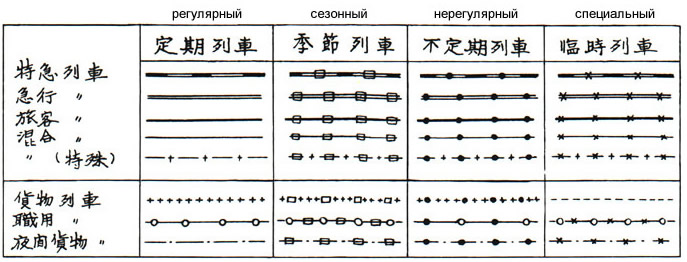 регулярный сезонный нерегулярный специальный
定期列車 季節列車 不定期列車 臨時列車
特急列車
急行 〃
旅客 〃
混合 〃
〃 (特殊)
貨物列車
職用 〃
夜間貨物 〃